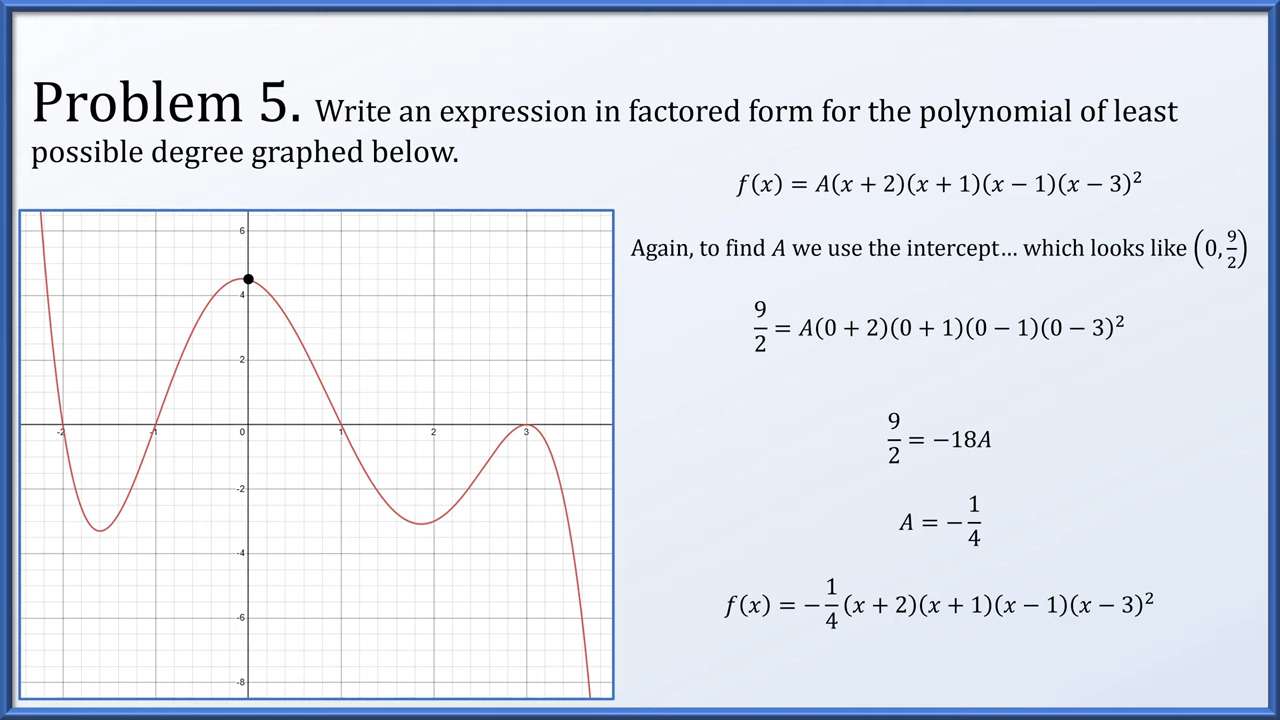 Problem 5. Write an expression in factored form for the polynomial of least
possible degree graphed below.
f(x) = A(x + 2)(x + 1)(x − 1)(x − 3)²
Again, to find A we use the intercept… which looks like (0, 9/2)
9/2 = A(0 + 2)(0 + 1)(0 − 1)(0 − 3)²
9/2 = −18A
A = −1/4
f(x) = −1/4(x + 2)(x + 1)(x − 1)(x − 3)²
6
4
2
-2 -1 0 1 2 3
-2
-4
-6
-8